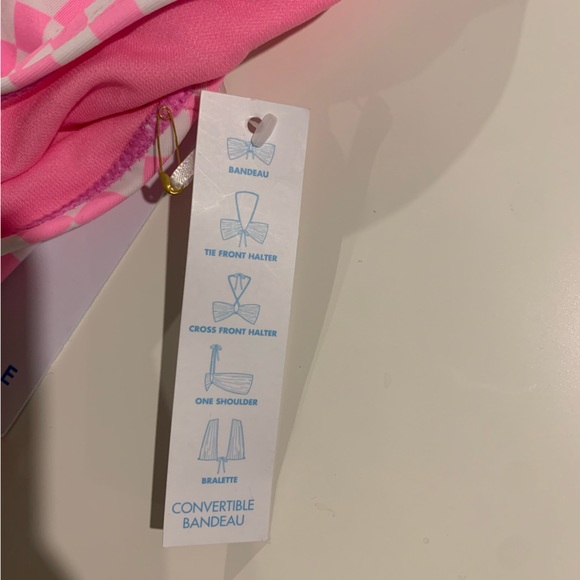 BANDEAU
TIE FRONT HALTER
CROSS FRONT HALTER
ONE SHOULDER
BRALETTE
CONVERTIBLE
BANDEAU
E